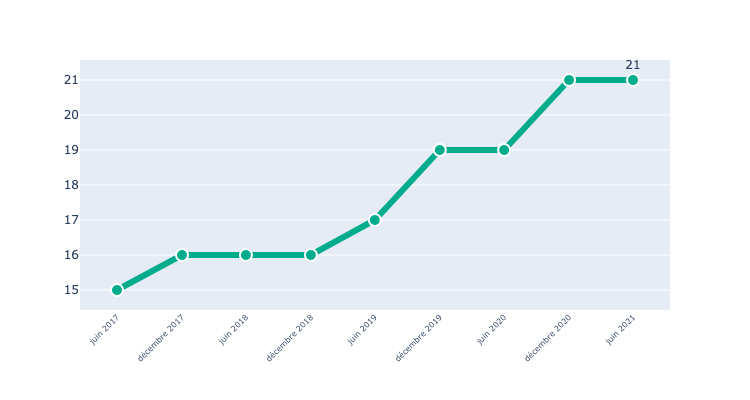 21
21
20
19
18
17
16
15
juin 2017
décembre 2017
juin 2018
décembre 2018
juin 2019
décembre 2019
juin 2020
décembre 2020
juin 2021